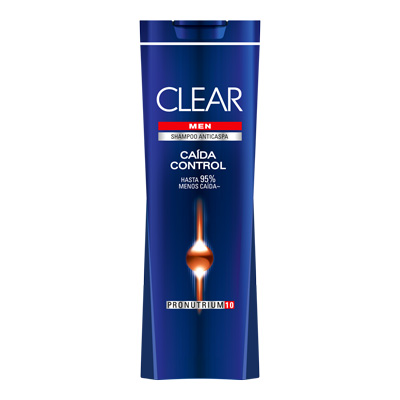 CLEAR
MEN
SHAMPOO ANTICASPA
CAÍDA
CONTROL
HASTA 95%
MENOS CAÍDA~
PRONUTRIUM10